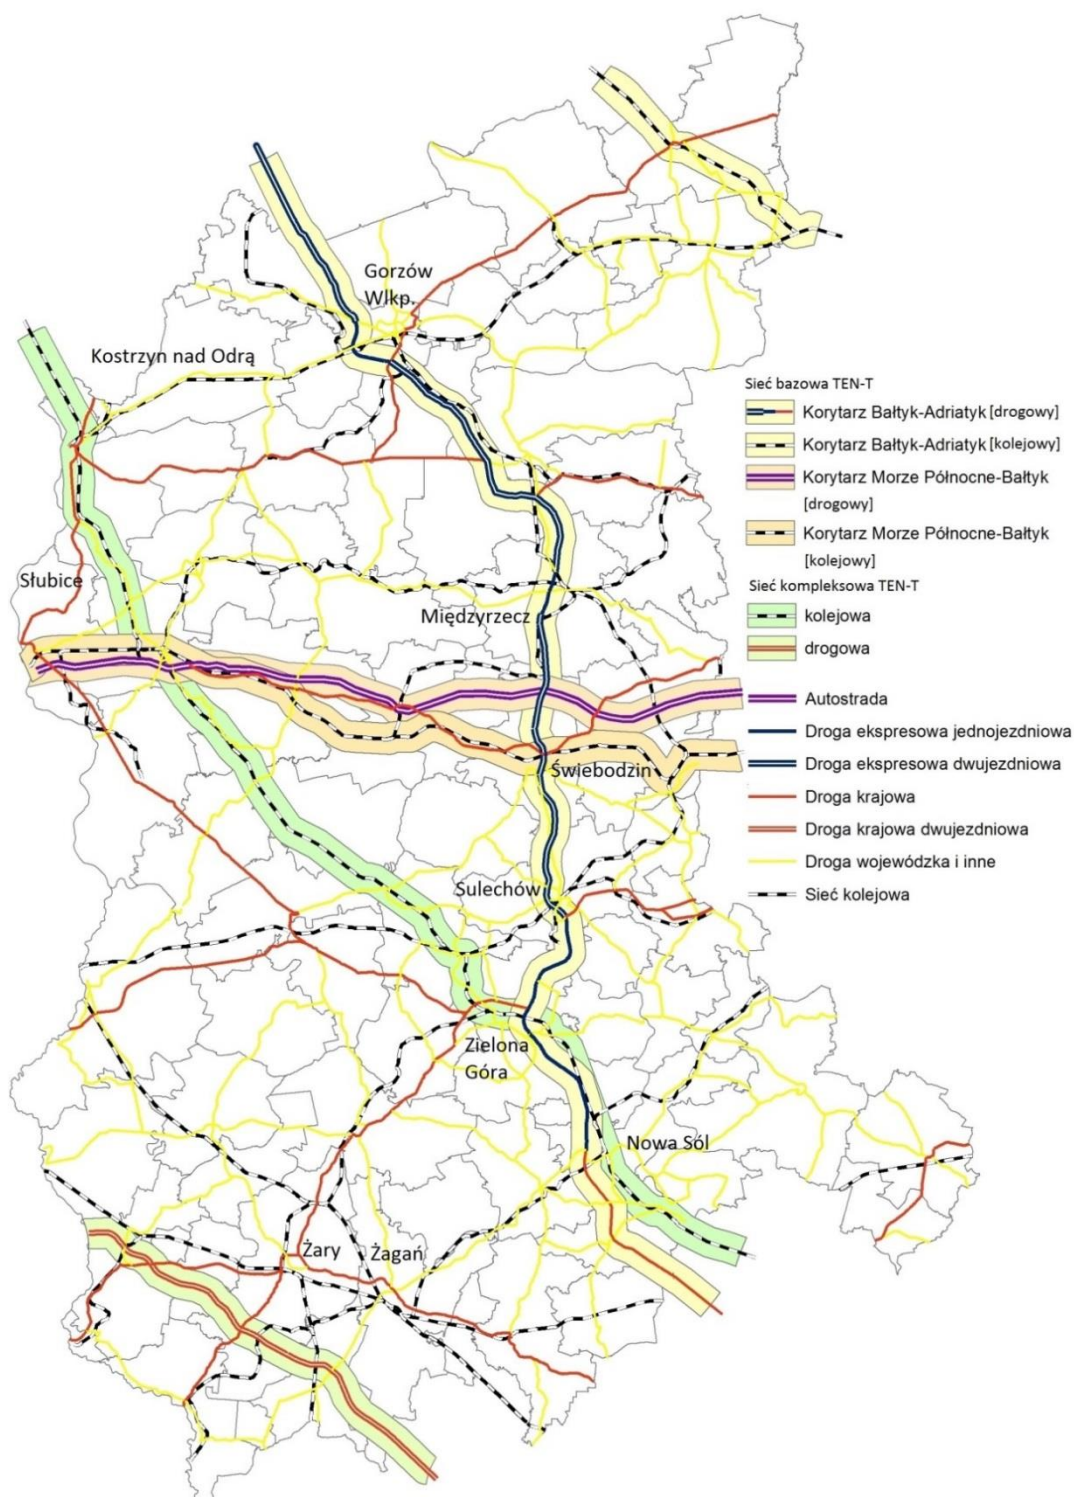 Gorzów
Wlkp.
Kostrzyn nad Odrą
Słubice
Międzyrzecz
Świebodzin
Sulechów
Zielona
Góra
Nowa Sól
Żary
Żagań
Sieć bazowa TEN-T
Korytarz Bałtyk-Adriatyk [drogowy]
Korytarz Bałtyk-Adriatyk [kolejowy]
Korytarz Morze Północne-Bałtyk
[drogowy]
Korytarz Morze Północne-Bałtyk
[kolejowy]
Sieć kompleksowa TEN-T
kolejowa
drogowa
Autostrada
Droga ekspresowa jednojezdniowa
Droga ekspresowa dwujezdniowa
Droga krajowa
Droga krajowa dwujezdniowa
Droga wojewódzka i inne
Sieć kolejowa